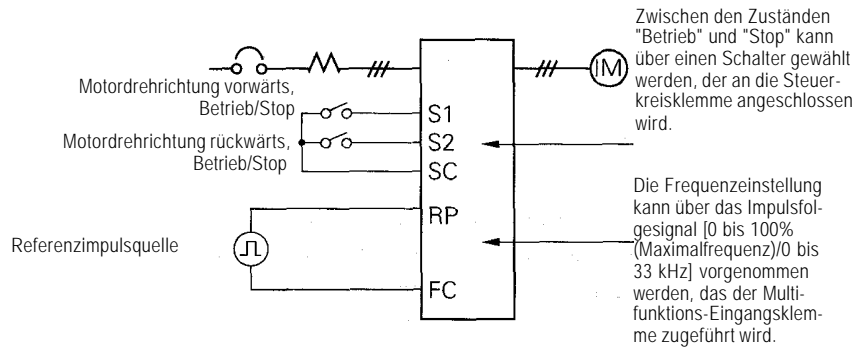 Zwischen den Zuständen
"Betrieb" und "Stop" kann
über einen Schalter gewählt
werden, der an die Steuer-
kreisklemme angeschlossen
wird.
IM
Motordrehrichtung vorwärts,
Betrieb/Stop
S1
Motordrehrichtung rückwärts,
Betrieb/Stop
S2
SC
RP
Referenzimpulsquelle
FC
Die Frequenzeinstellung
kann über das Impulsfol-
gesignal [0 bis 100%
(Maximalfrequenz)/0 bis
33 kHz] vorgenommen
werden, das der Multi-
funktions-Eingangsklem-
me zugeführt wird.